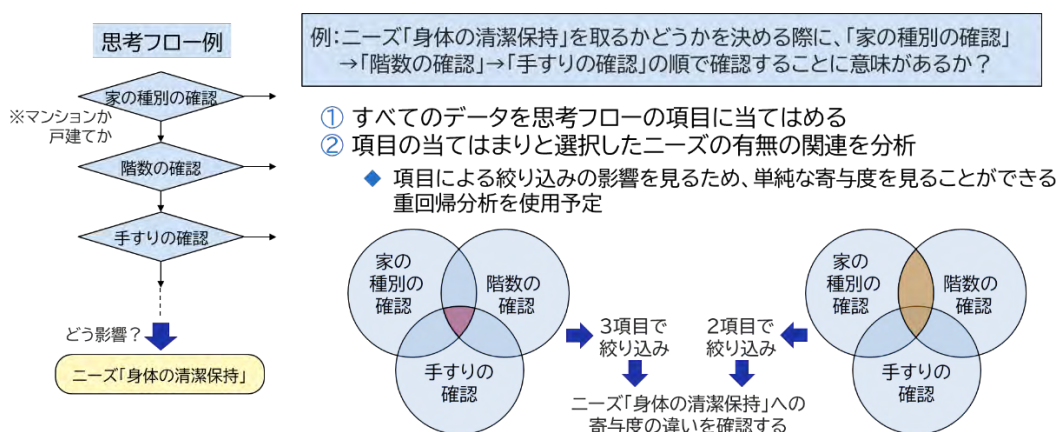 思考フロー例
家の種別の確認
※マンションか
戸建てか
階数の確認
手すりの確認
どう影響？
ニーズ「身体の清潔保持」
例：ニーズ「身体の清潔保持」を取るかどうかを決める際に、「家の種別の確認」
→「階数の確認」→「手すりの確認」の順で確認することに意味があるか？
① すべてのデータを思考フローの項目に当てはめる
② 項目の当てはまりと選択したニーズの有無の関連を分析
◆ 項目による絞り込みの影響を見るため、単純な寄与度を見ることができる
重回帰分析を使用予定
家の
種別の
確認
階数の
確認
手すりの
確認
3項目で
絞り込み
2項目で
絞り込み
家の
種別の
確認
階数の
確認
手すりの
確認
ニーズ「身体の清潔保持」への
寄与度の違いを確認する